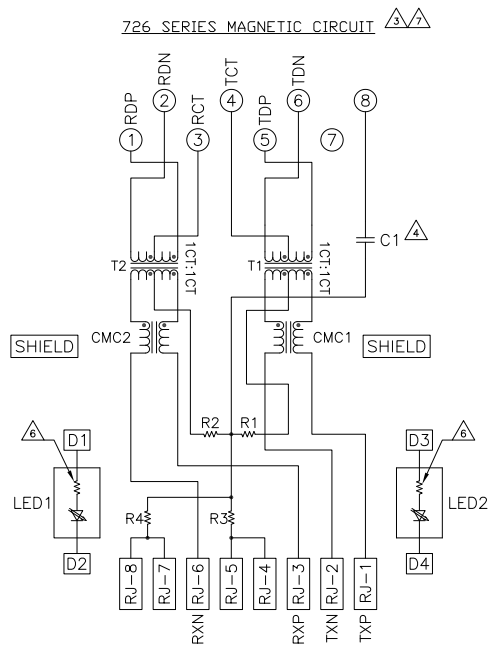 726 SERIES MAGNETIC CIRCUIT
3 7
RDP
RDN
RCT
TCT
TDP
TDN
1
2
3
4
5
6
7
8
C1
4
T2
1CT:1CT
T1
1CT:1CT
CMC2
CMC1
SHIELD
SHIELD
R2
R1
6
D1
LED1
D2
D3
6
LED2
D4
R4
R3
RJ-8
RJ-7
RJ-6
RJ-5
RJ-4
RJ-3
RJ-2
RJ-1
RXN
RXP
TXN
TXP